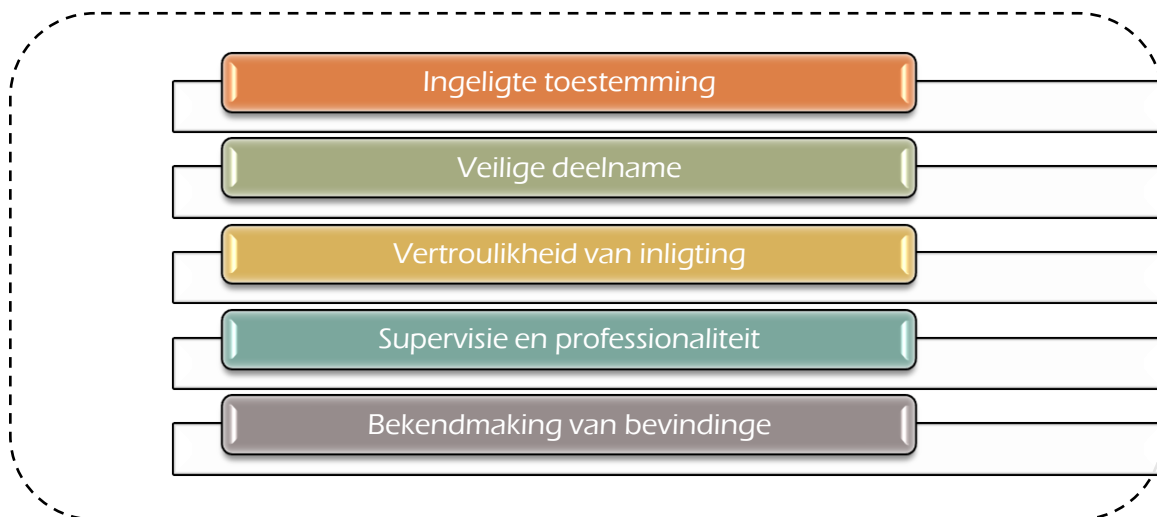 Ingeligte toestemming
Veilige deelname
Vertroulikheid van inligting
Supervisie en professionaliteit
Bekendmaking van bevindinge